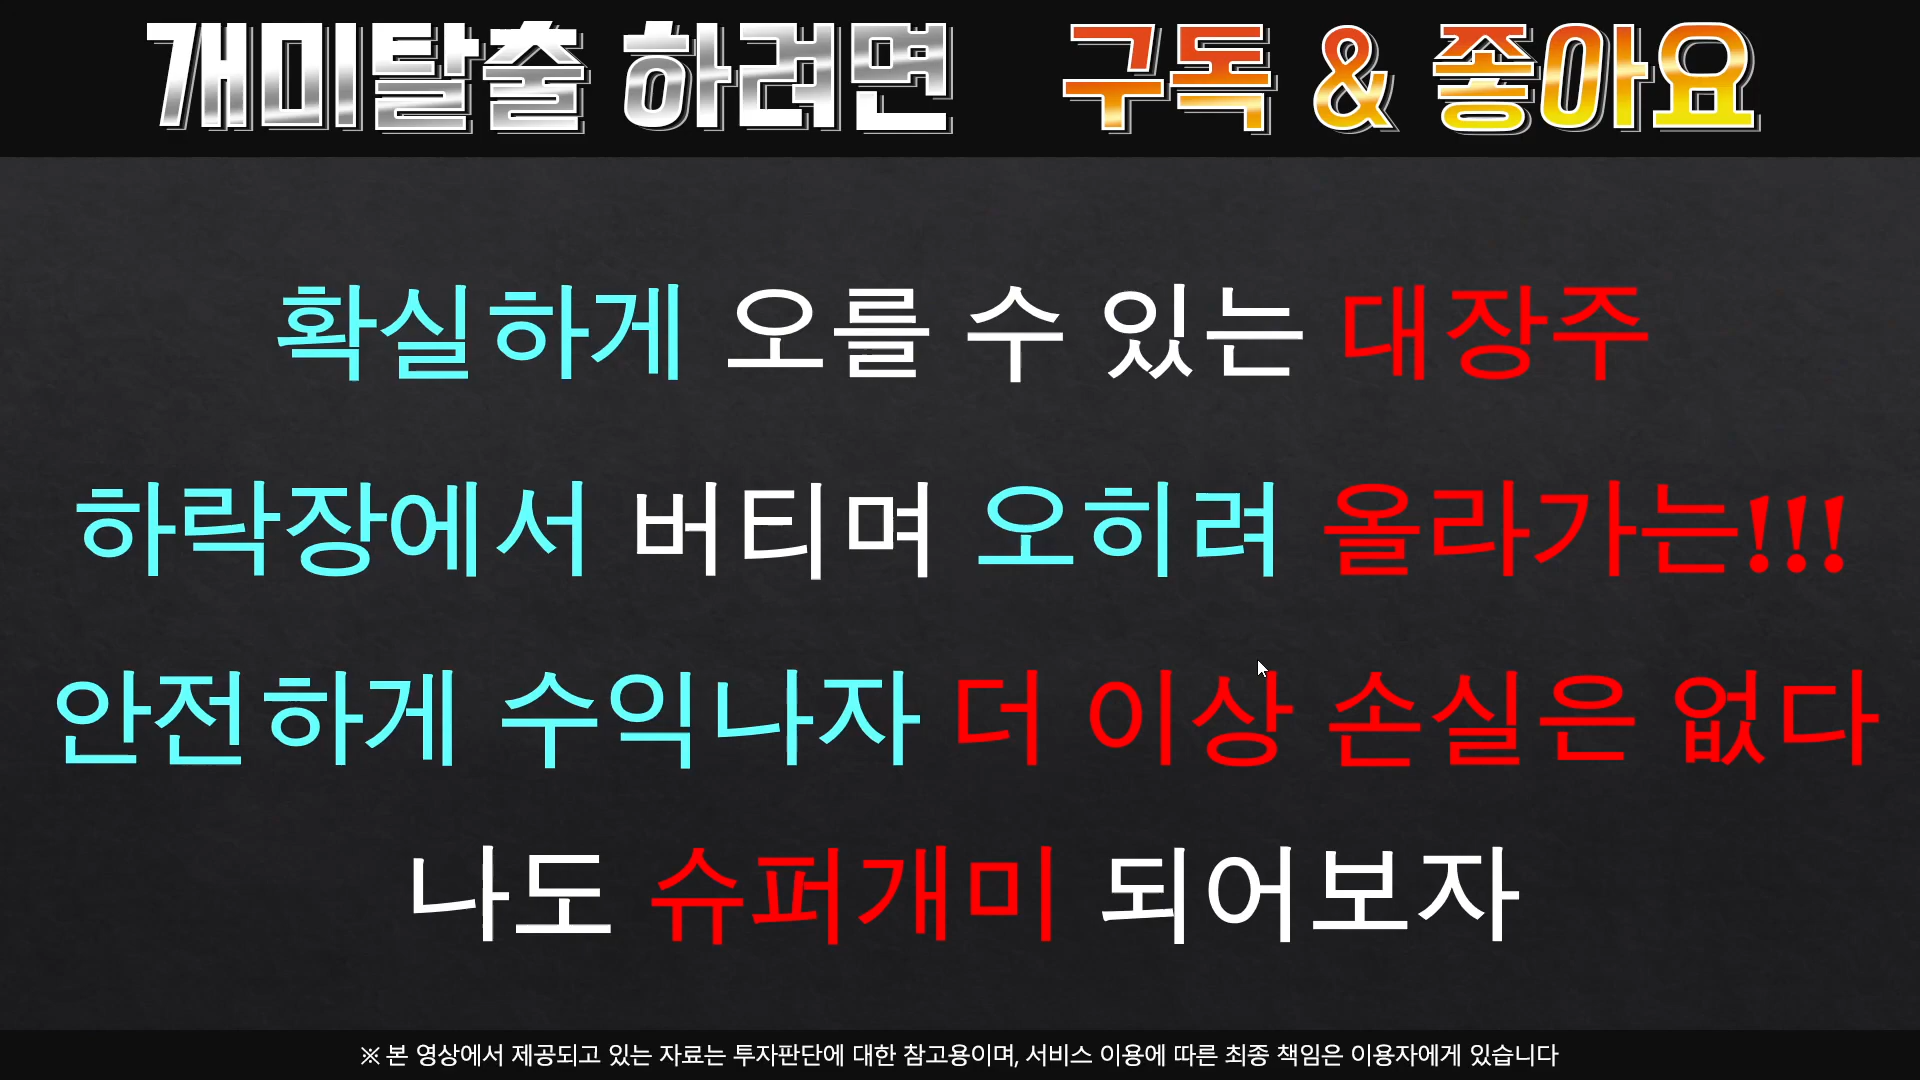 개미탈출 하려면 구독 & 좋아요
확실하게 오를 수 있는 대장주
하락장에서 버티며 오히려 올라가는!!!
안전하게 수익나자 더 이상 손실은 없다
나도 슈퍼개미 되어보자
※ 본 영상에서 제공되고 있는 자료는 투자판단에 대한 참고용이며, 서비스 이용에 따른 최종 책임은 이용자에게 있습니다